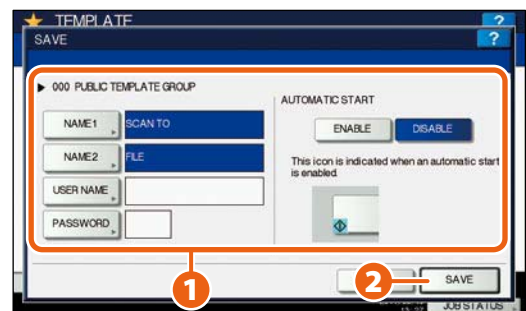 TEMPLATE
?
SAVE
?
000 PUBLIC TEMPLATE GROUP
NAME1
SCAN TO
NAME2
FILE
USER NAME
PASSWORD
AUTOMATIC START
ENABLE
DISABLE
This icon is indicated when an automatic start
is enabled
1
2
SAVE
JOB STATUS